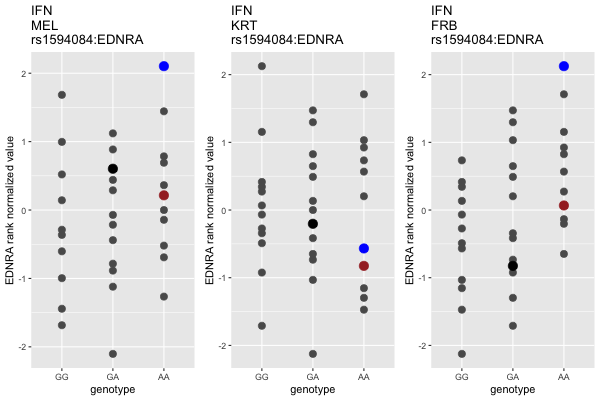 IFN
MEL
rs1594084:EDNRA
EDNRA rank normalized value
2
1
0
-1
-2
GG
GA
AA
genotype
IFN
KRT
rs1594084:EDNRA
EDNRA rank normalized value
2
1
0
-1
-2
GG
GA
AA
genotype
IFN
FRB
rs1594084:EDNRA
EDNRA rank normalized value
2
1
0
-1
-2
GG
GA
AA
genotype